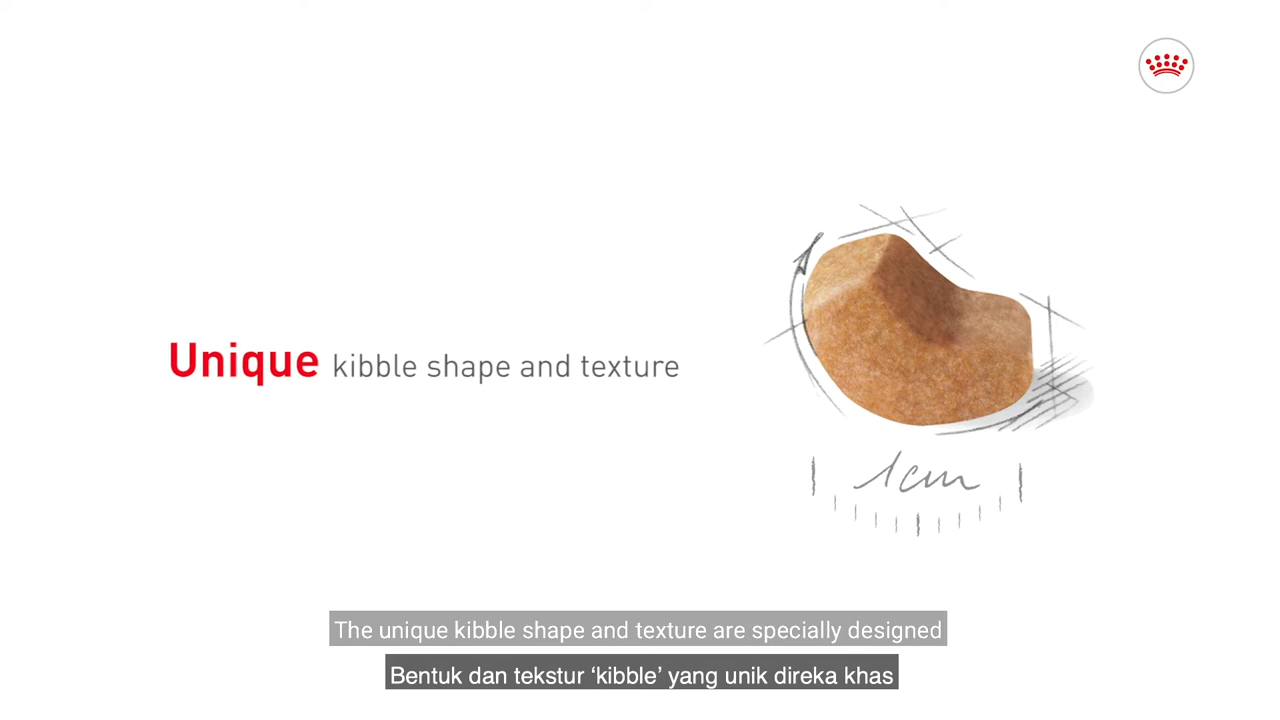 Unique kibble shape and texture
1cm
The unique kibble shape and texture are specially designed
Bentuk dan tekstur ‘kibble’ yang unik direka khas